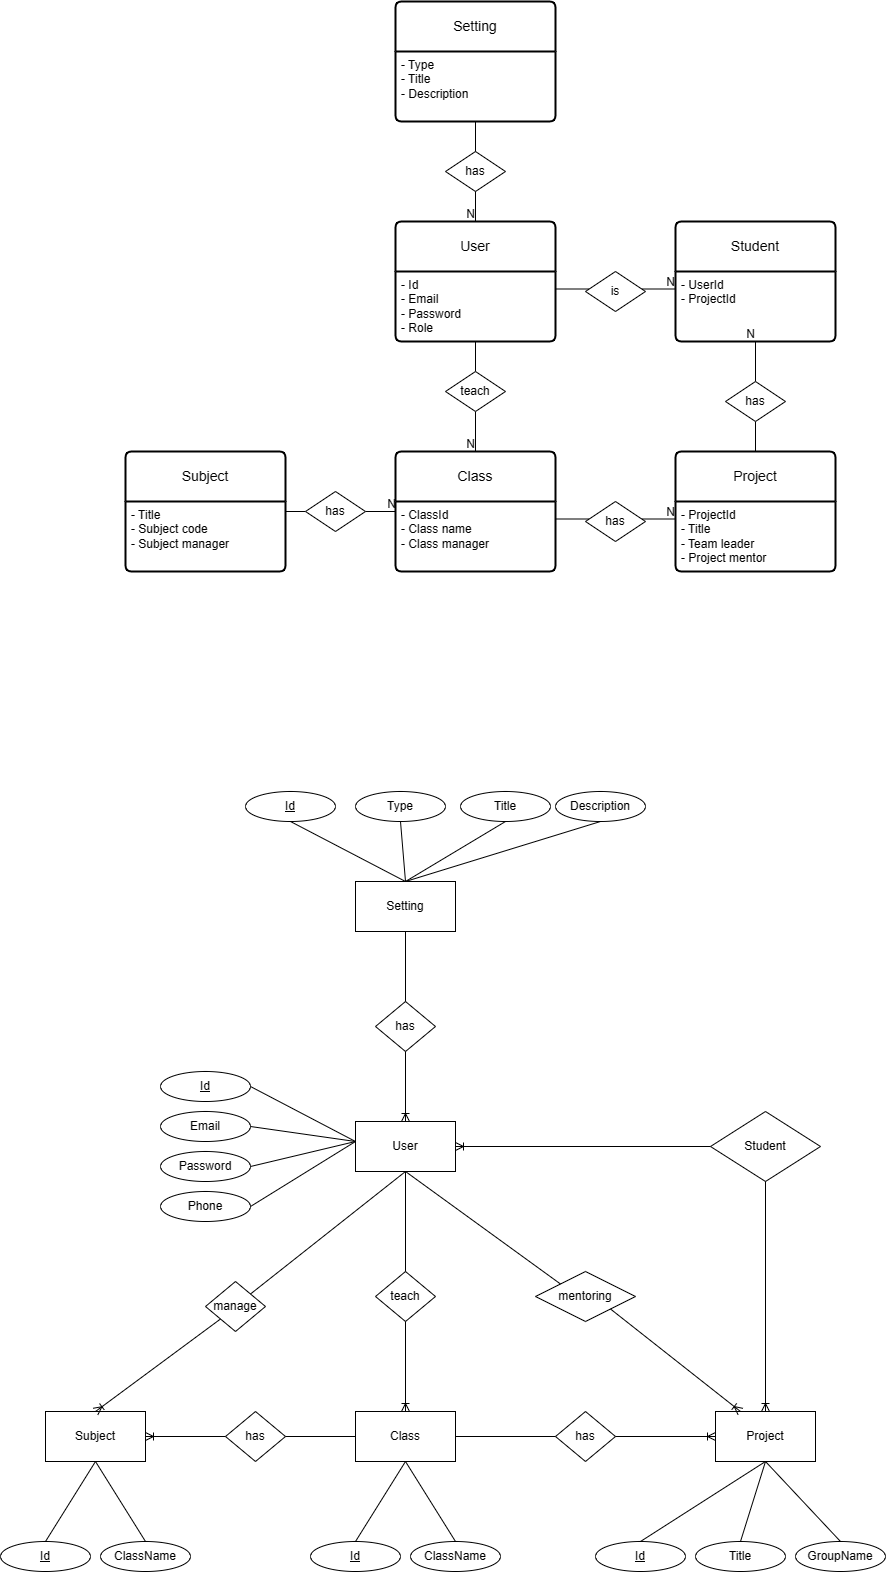 Setting
- Type
- Title
- Description
has
N
User
- Id
- Email
- Password
- Role
is
N
Student
- UserId
- ProjectId
N
teach
has
N
Subject
- Title
- Subject code
- Subject manager
has
N
Class
- ClassId
- Class name
- Class manager
has
N
Project
- ProjectId
- Title
- Team leader
- Project mentor
Id
Type
Title
Description
Setting
has
Id
Email
Password
Phone
User
Student
manage
teach
mentoring
Subject
has
Class
has
Project
Id
ClassName
Id
ClassName
Id
Title
GroupName